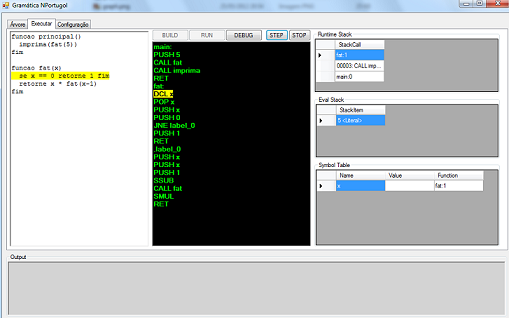 Gramática NPortugol
Árvore Executar Configuração
funcao principal()
imprima(fat(5))
fim
funcao fat(x)
se x == 0 retorne 1 fim
retorne x * fat(x-1)
fim
BUILD RUN DEBUG STEP STOP
main:
PUSH 5
CALL fat
CALL imprima
RET
fat:
DCL x
POP x
PUSH x
PUSH 0
JNE label_0
PUSH 1
RET
.label_0
PUSH x
PUSH x
PUSH 1
SSUB
CALL fat
SMUL
RET
Runtime Stack
StackCall
fat:1
00003: CALL imp...
main:0
Eval Stack
StackItem
5 <Literal>
Symbol Table
Name Value Function
x fat:1
Output